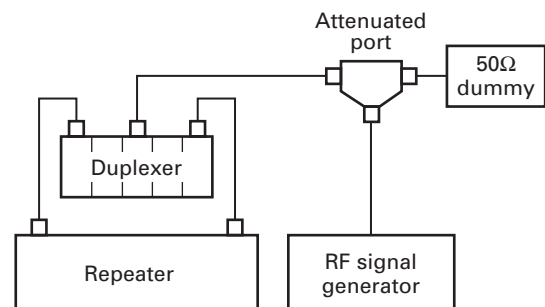 Attenuated
port
50Ω
dummy
Duplexer
Repeater
RF signal
generator